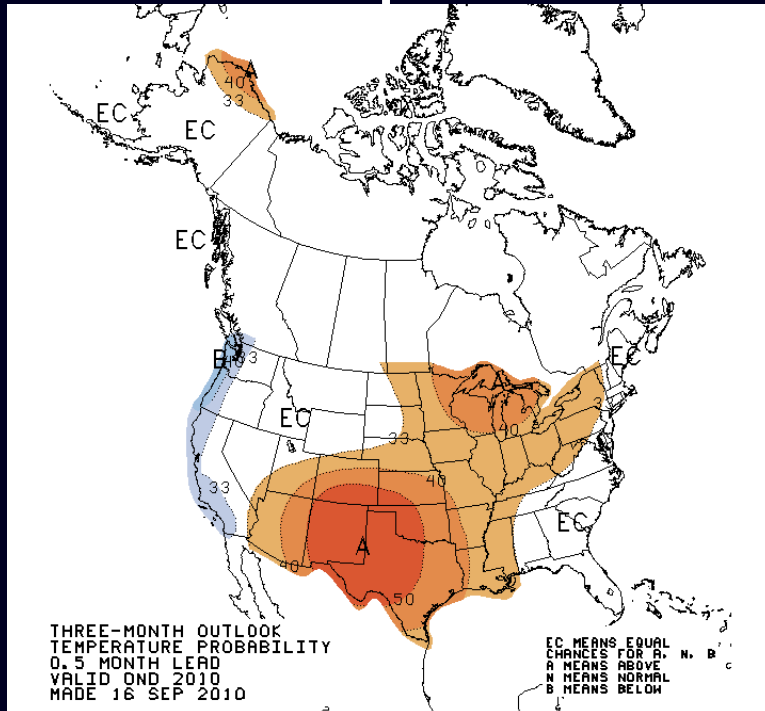 A
40
33
EC
EC
EC
B
33
EC
A
EC
33
40
3
33
40
EC
A
40
50
THREE-MONTH OUTLOOK
TEMPERATURE PROBABILITY
0.5 MONTH LEAD
VALID OND 2010
MADE 16 SEP 2010
EC MEANS EQUAL
CHANCES FOR A, N, B
A MEANS ABOVE
N MEANS NORMAL
B MEANS BELOW